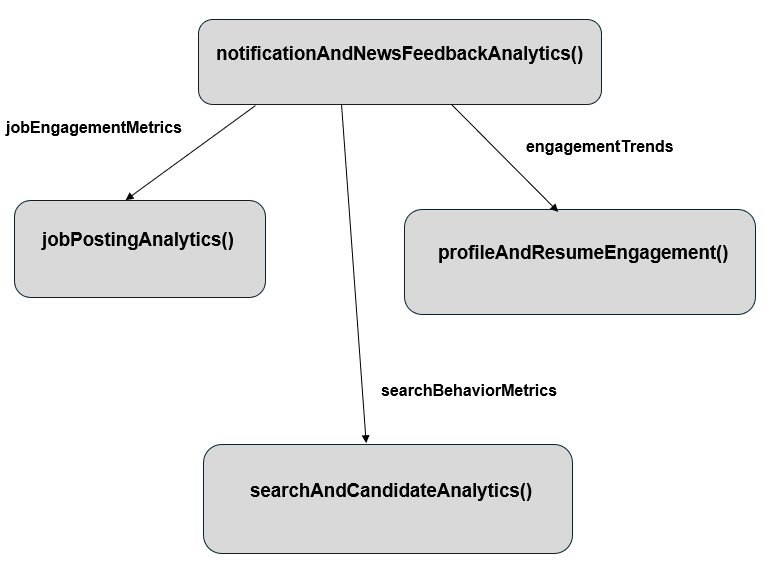 notificationAndNewsFeedbackAnalytics()
jobEngagementMetrics
engagementTrends
jobPostingAnalytics()
profileAndResumeEngagement()
searchBehaviorMetrics
searchAndCandidateAnalytics()